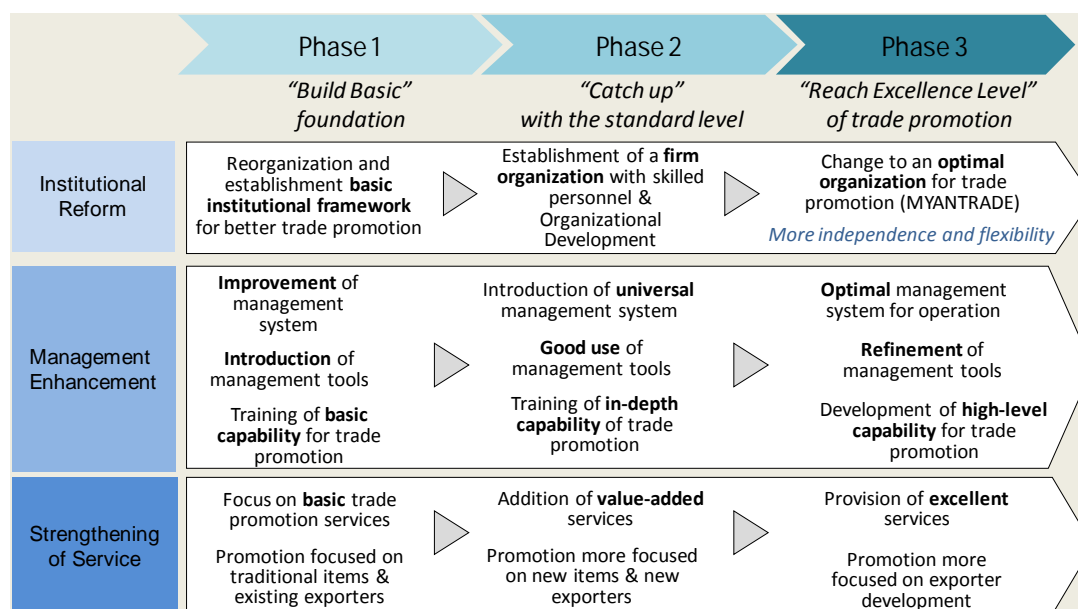 Phase 1
Phase 2
Phase 3
“Build Basic”
foundation
“Catch up”
with the standard level
“Reach Excellence Level”
of trade promotion
Institutional
Reform
Reorganization and
establishment basic
institutional framework
for better trade promotion
Establishment of a firm
organization with skilled
personnel &
Organizational
Development
Change to an optimal
organization for trade
promotion (MYANTRADE)
More independence and flexibility
Management
Enhancement
Improvement of
management
system
Introduction of
management tools
Training of basic
capability for trade
promotion
Introduction of universal
management system
Good use of
management tools
Training of in-depth
capability of trade
promotion
Optimal management
system for operation
Refinement of
management tools
Development of high-level
capability for trade
promotion
Strengthening
of Service
Focus on basic trade
promotion services
Promotion focused on
traditional items &
existing exporters
Addition of value-added
services
Promotion more focused
on new items & new
exporters
Provision of excellent
services
Promotion more
focused on exporter
development